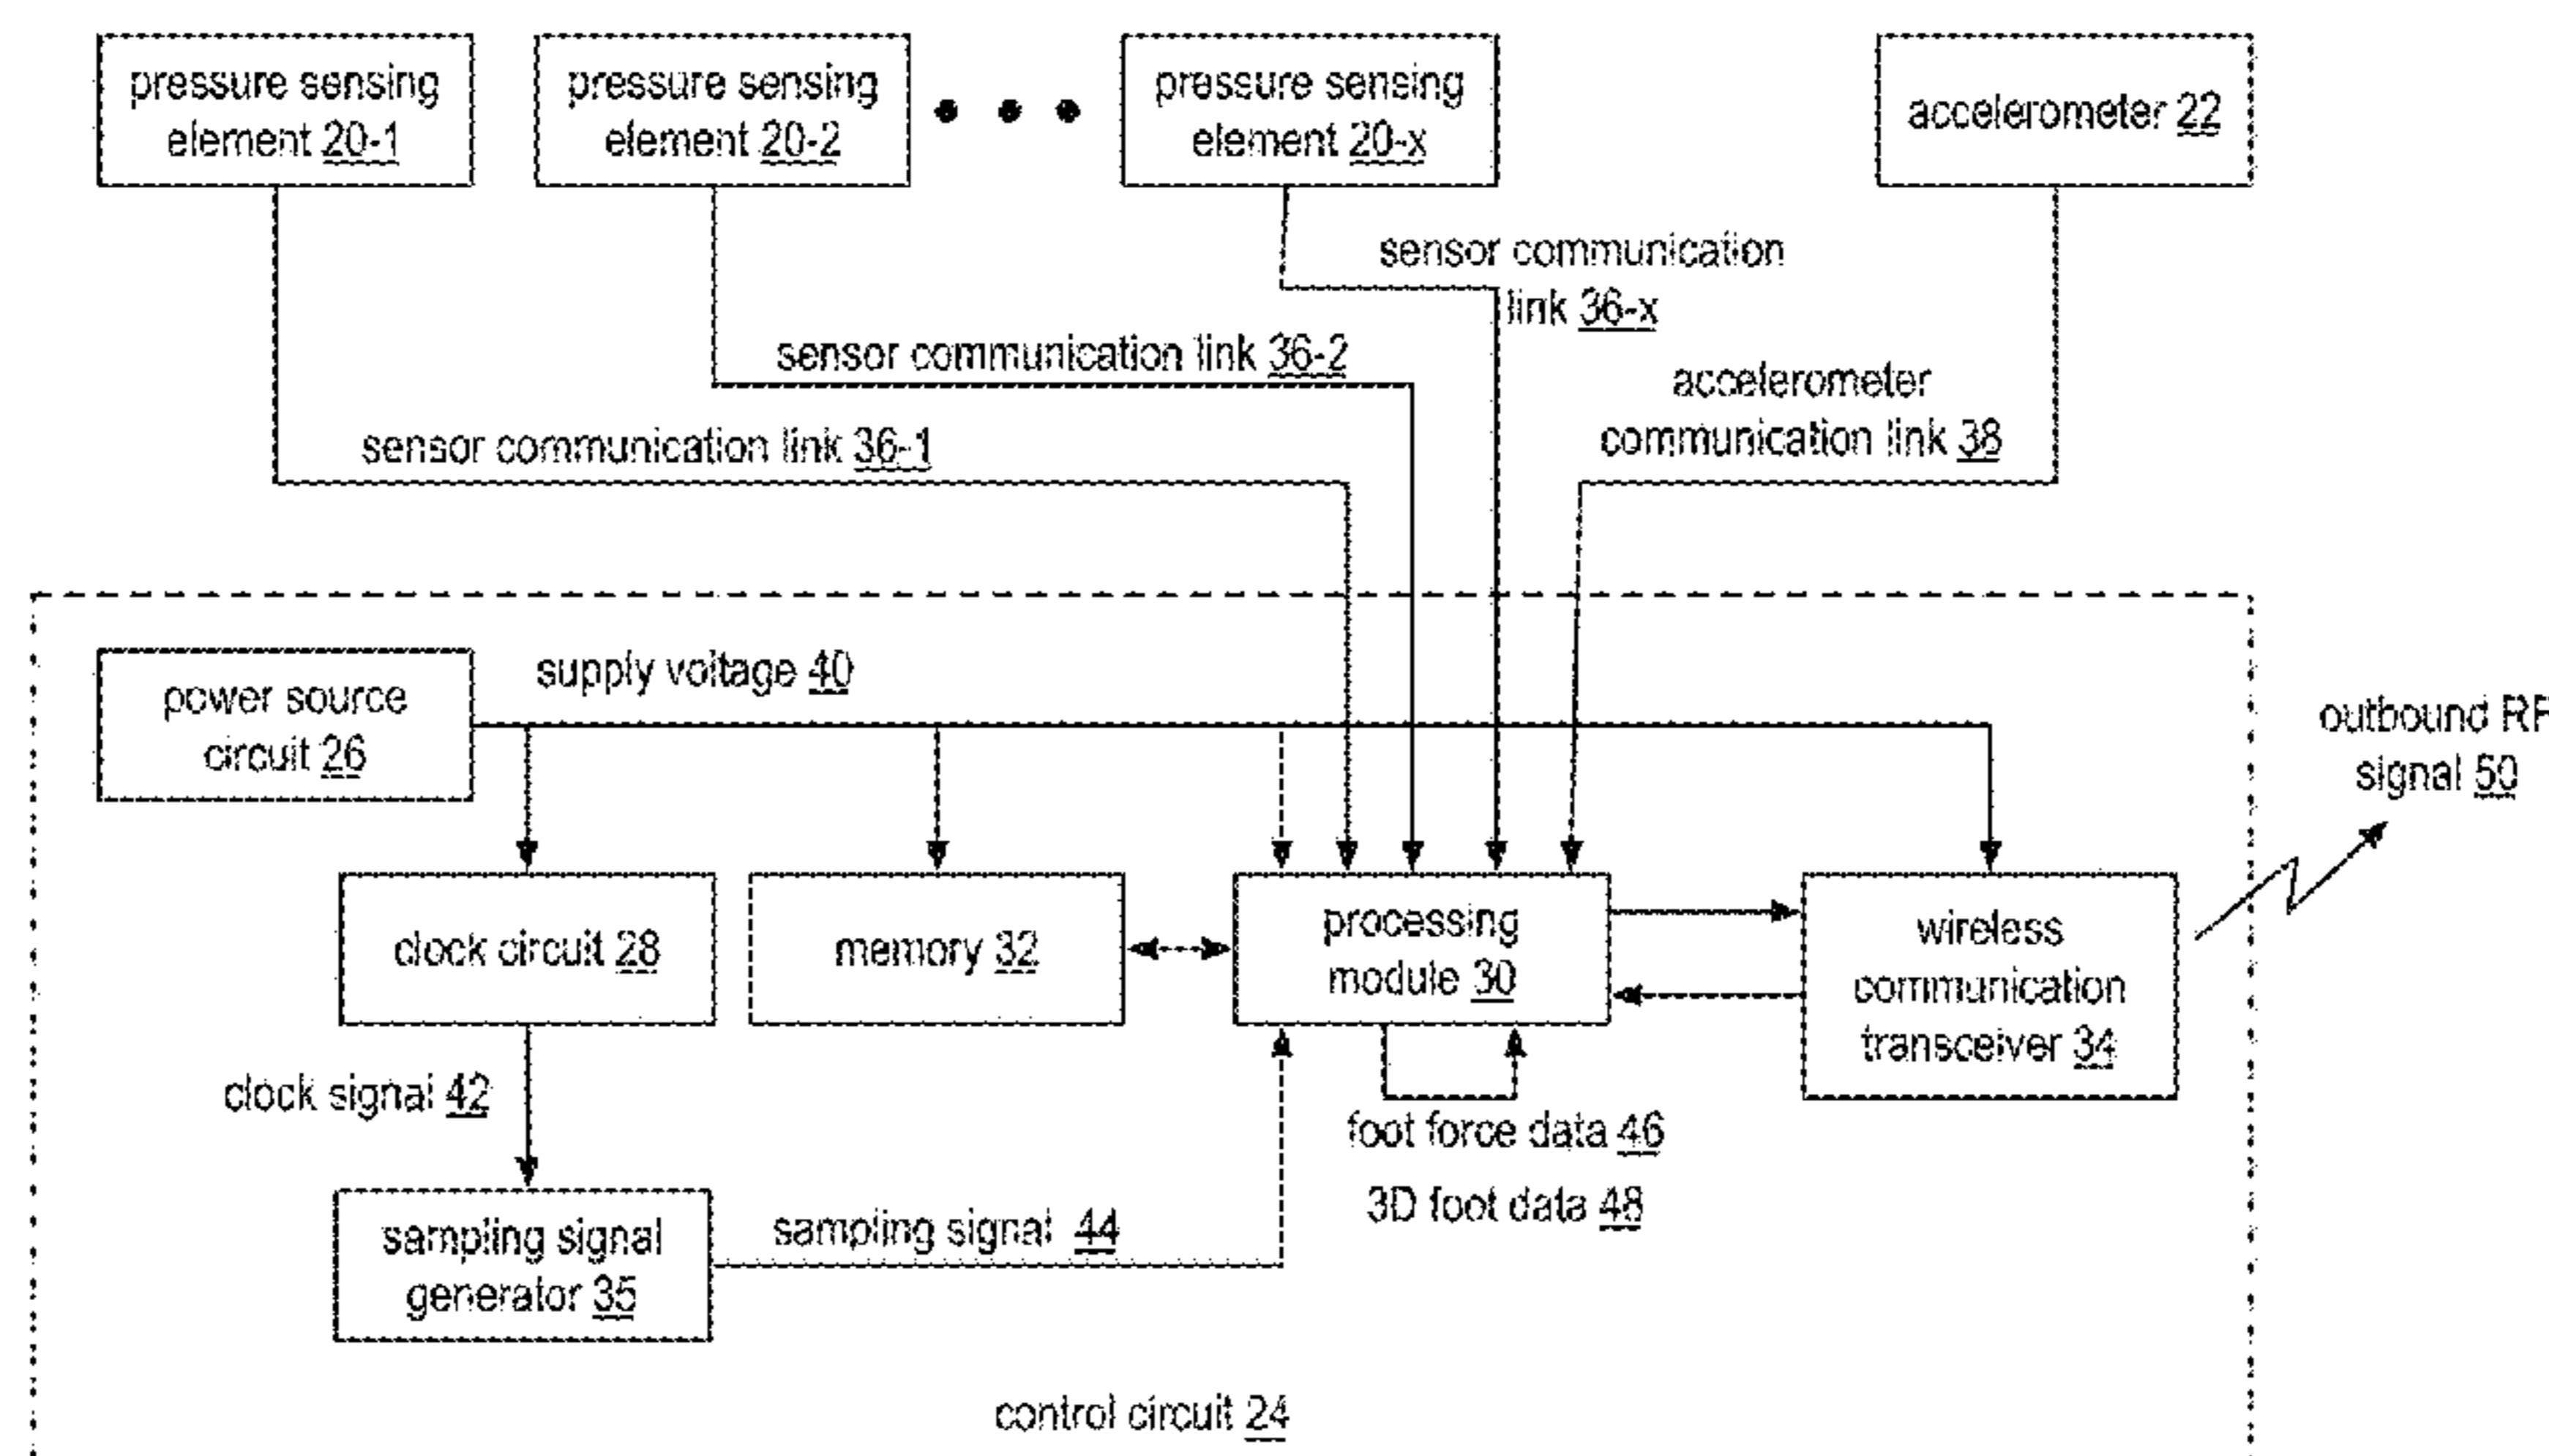 pressure sensing
element 20-1
pressure sensing
element 20-2
pressure sensing
element 20-x
accelerometer 22
sensor communication
link 36-x
sensor communication link 36-2
accelerometer
communication link 38
sensor communication link 36-1
power source
circuit 26
supply voltage 40
outbound RF
signal 50
clock circuit 28
memory 32
processing
module 30
wireless
communication
transceiver 34
clock signal 42
foot force data 46
3D foot data 48
sampling signal
generator 35
sampling signal 44
control circuit 24